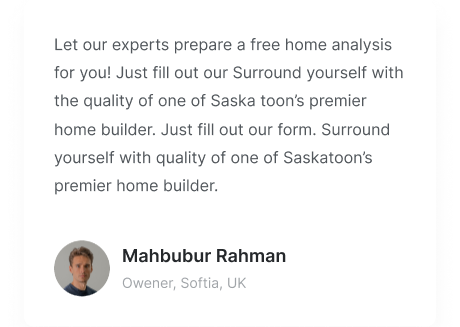 Let our experts prepare a free home analysis
for you! Just fill out our Surround yourself with
the quality of one of Saska toon’s premier
home builder. Just fill out our form. Surround
yourself with quality of one of Saskatoon’s
premier home builder.
Mahbubur Rahman
Owener, Softia, UK